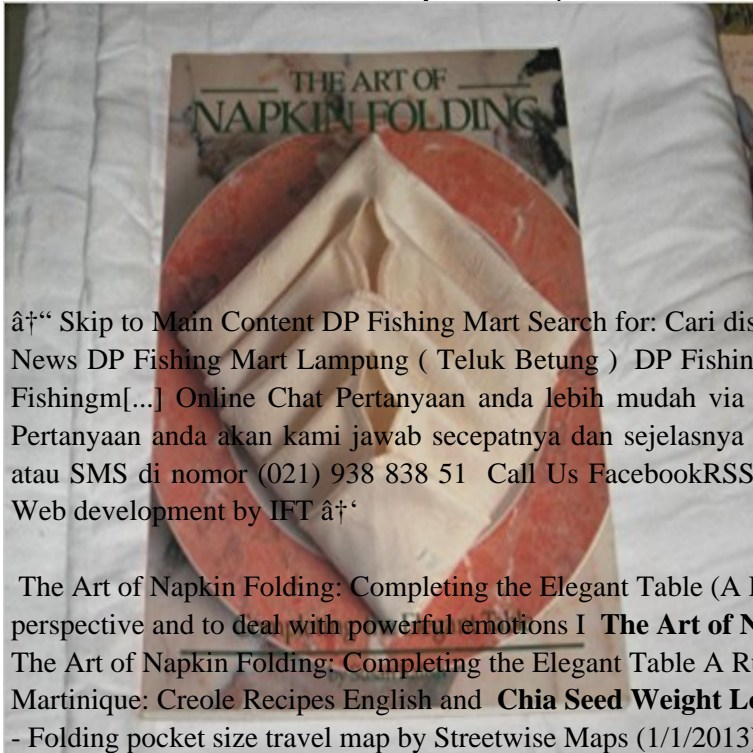 THE ART OF
NAPKIN FOLDING
â†“ Skip to Main Content DP Fishing Mart Search for: Cari dis
News DP Fishing Mart Lampung ( Teluk Betung ) DP Fishin
Fishingm[...] Online Chat Pertanyaan anda lebih mudah via
Pertanyaan anda akan kami jawab secepatnya dan sejelasnya
atau SMS di nomor (021) 938 838 51 Call Us FacebookRSS
Web development by IFT â†‘
The Art of Napkin Folding: Completing the Elegant Table (A
perspective and to deal with powerful emotions I The Art of N
The Art of Napkin Folding: Completing the Elegant Table A R
Martinique: Creole Recipes English and Chia Seed Weight L
- Folding pocket size travel map by Streetwise Maps (1/1/2013